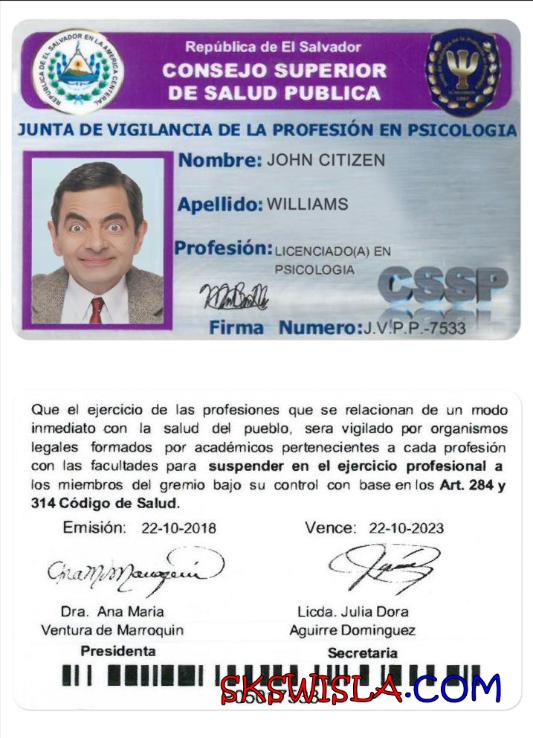 REPUBLICA DE EL SALVADOR EN LA AMERICA CENTRAL
República de El Salvador
CONSEJO SUPERIOR
DE SALUD PUBLICA
JUNTA DE VIGILANCIA DE LA PROFESIÓN EN PSICOLOGIA
Nombre: JOHN CITIZEN
Apellido: WILLIAMS
Profesión: LICENCIADO(A) EN
PSICOLOGIA
CSSP
Firma Numero: J.V.P.P.-7533
Que el ejercicio de las profesiones que se relacionan de un modo
inmediato con la salud del pueblo, sera vigilado por organismos
legales formados por académicos pertenecientes a cada profesión
con las facultades para suspender en el ejercicio profesional a
los miembros del gremio bajo su control con base en los Art. 284 y
314 Código de Salud.
Emisión: 22-10-2018 Vence: 22-10-2023
Dra. Ana Maria Licda. Julia Dora
Ventura de Marroquin Aguirre Dominguez
Presidenta Secretaria
SKSWISLA.COM